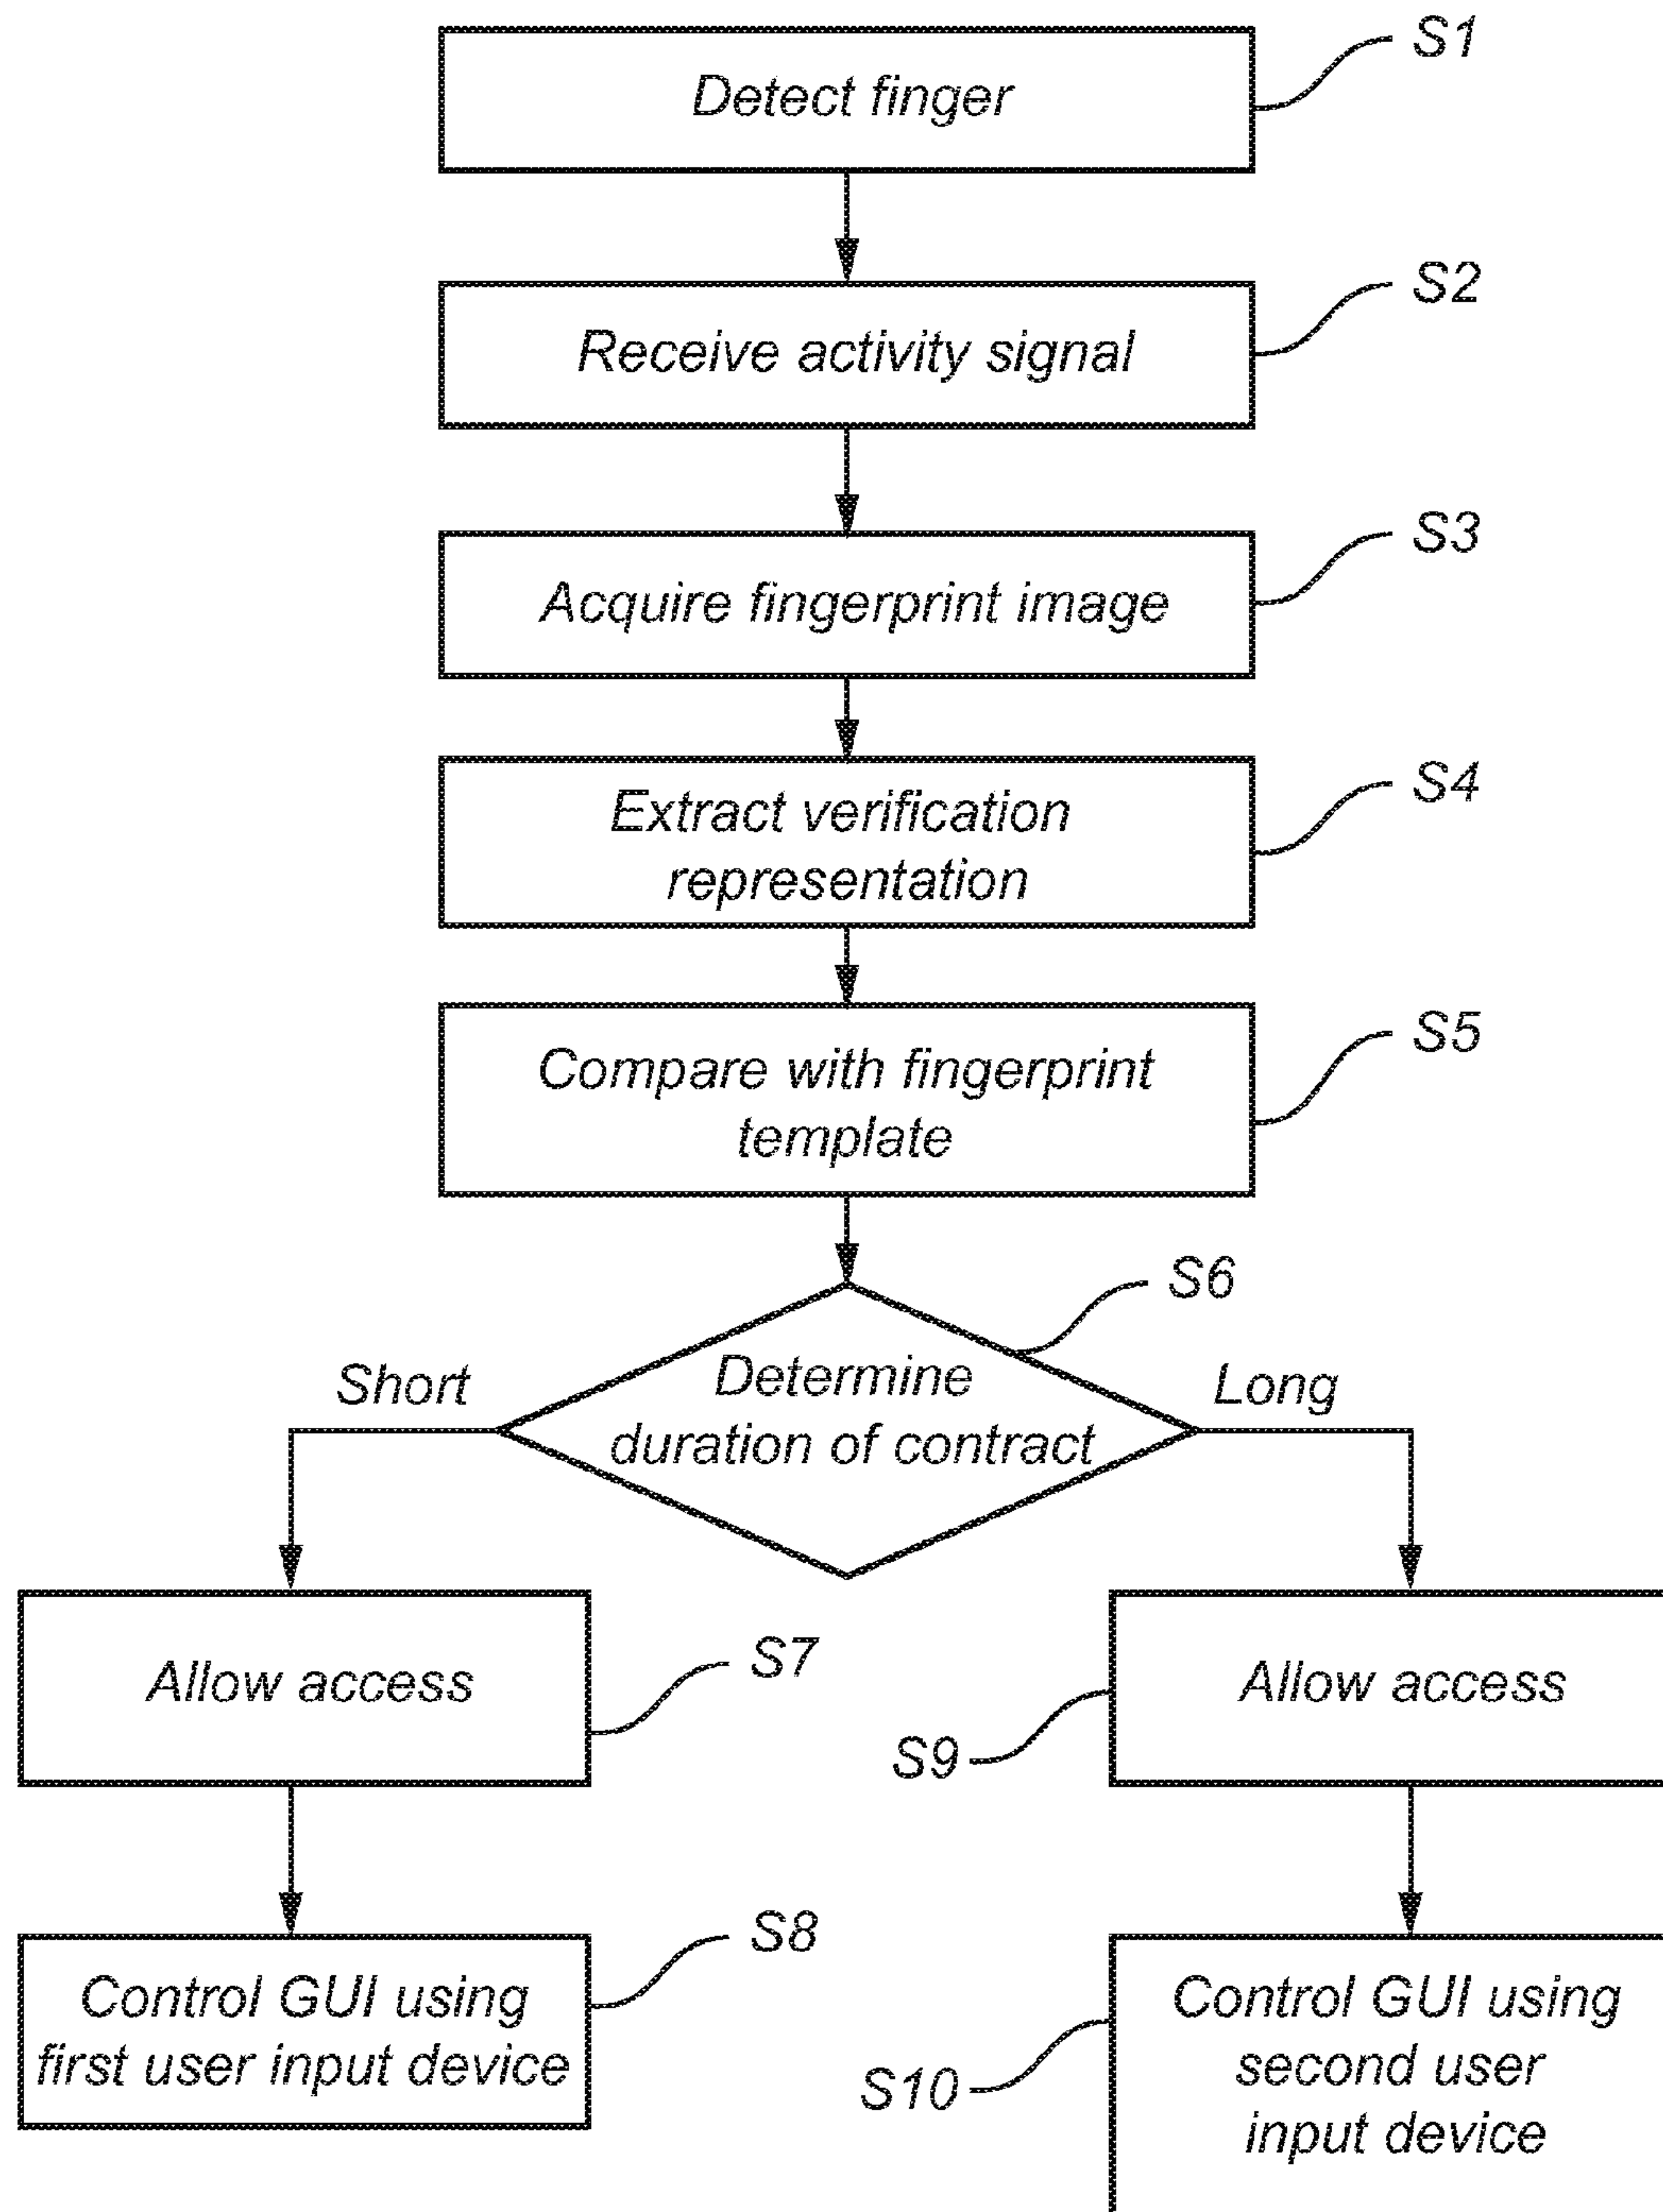 S1
Detect finger
S2
Receive activity signal
S3
Acquire fingerprint image
S4
Extract verification
representation
S5
Compare with fingerprint
template
S6
Short
Determine
duration of contract
Long
Allow access
S7
Allow access
S9
S8
Control GUI using
first user input device
Control GUI using
second user
input device
S10